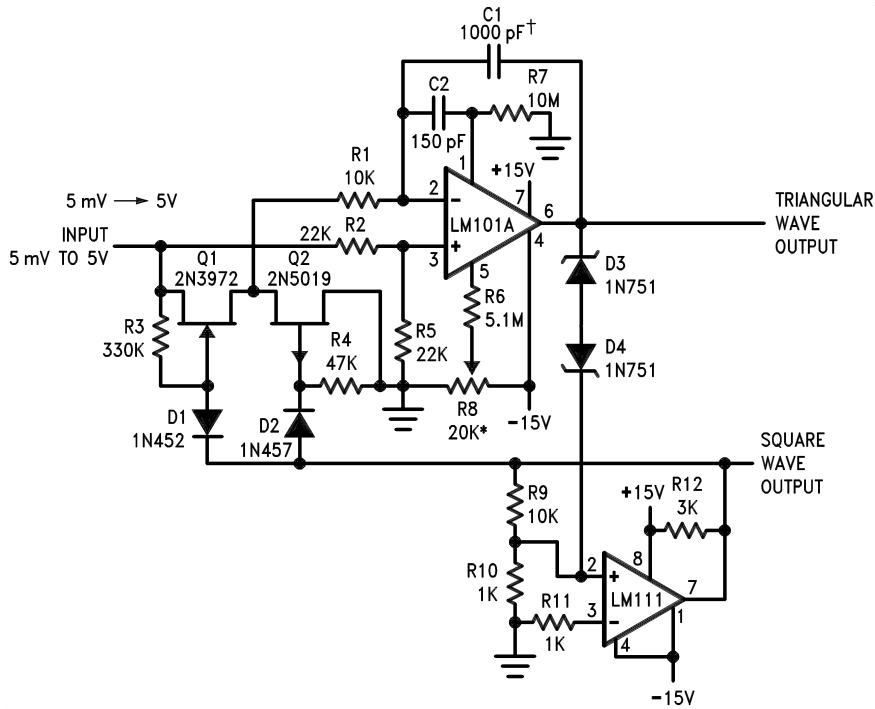 C1
1000 pF†
R7
10M
C2
150 pF
1
+15V
R1
10K
2
-
7
6
LM101A
5 mV → 5V
R2
22K
INPUT
5 mV TO 5V
+
3
4
5
TRIANGULAR
WAVE
OUTPUT
Q1
2N3972
Q2
2N5019
D3
1N751
R6
5.1M
R3
330K
R4
47K
R5
22K
D4
1N751
R8
20K*
-15V
D1
1N452
D2
1N457
SQUARE
WAVE
OUTPUT
R9
10K
+15V
R12
3K
R10
1K
2
+
8
LM111
7
R11
1K
3
-
1
4
-15V